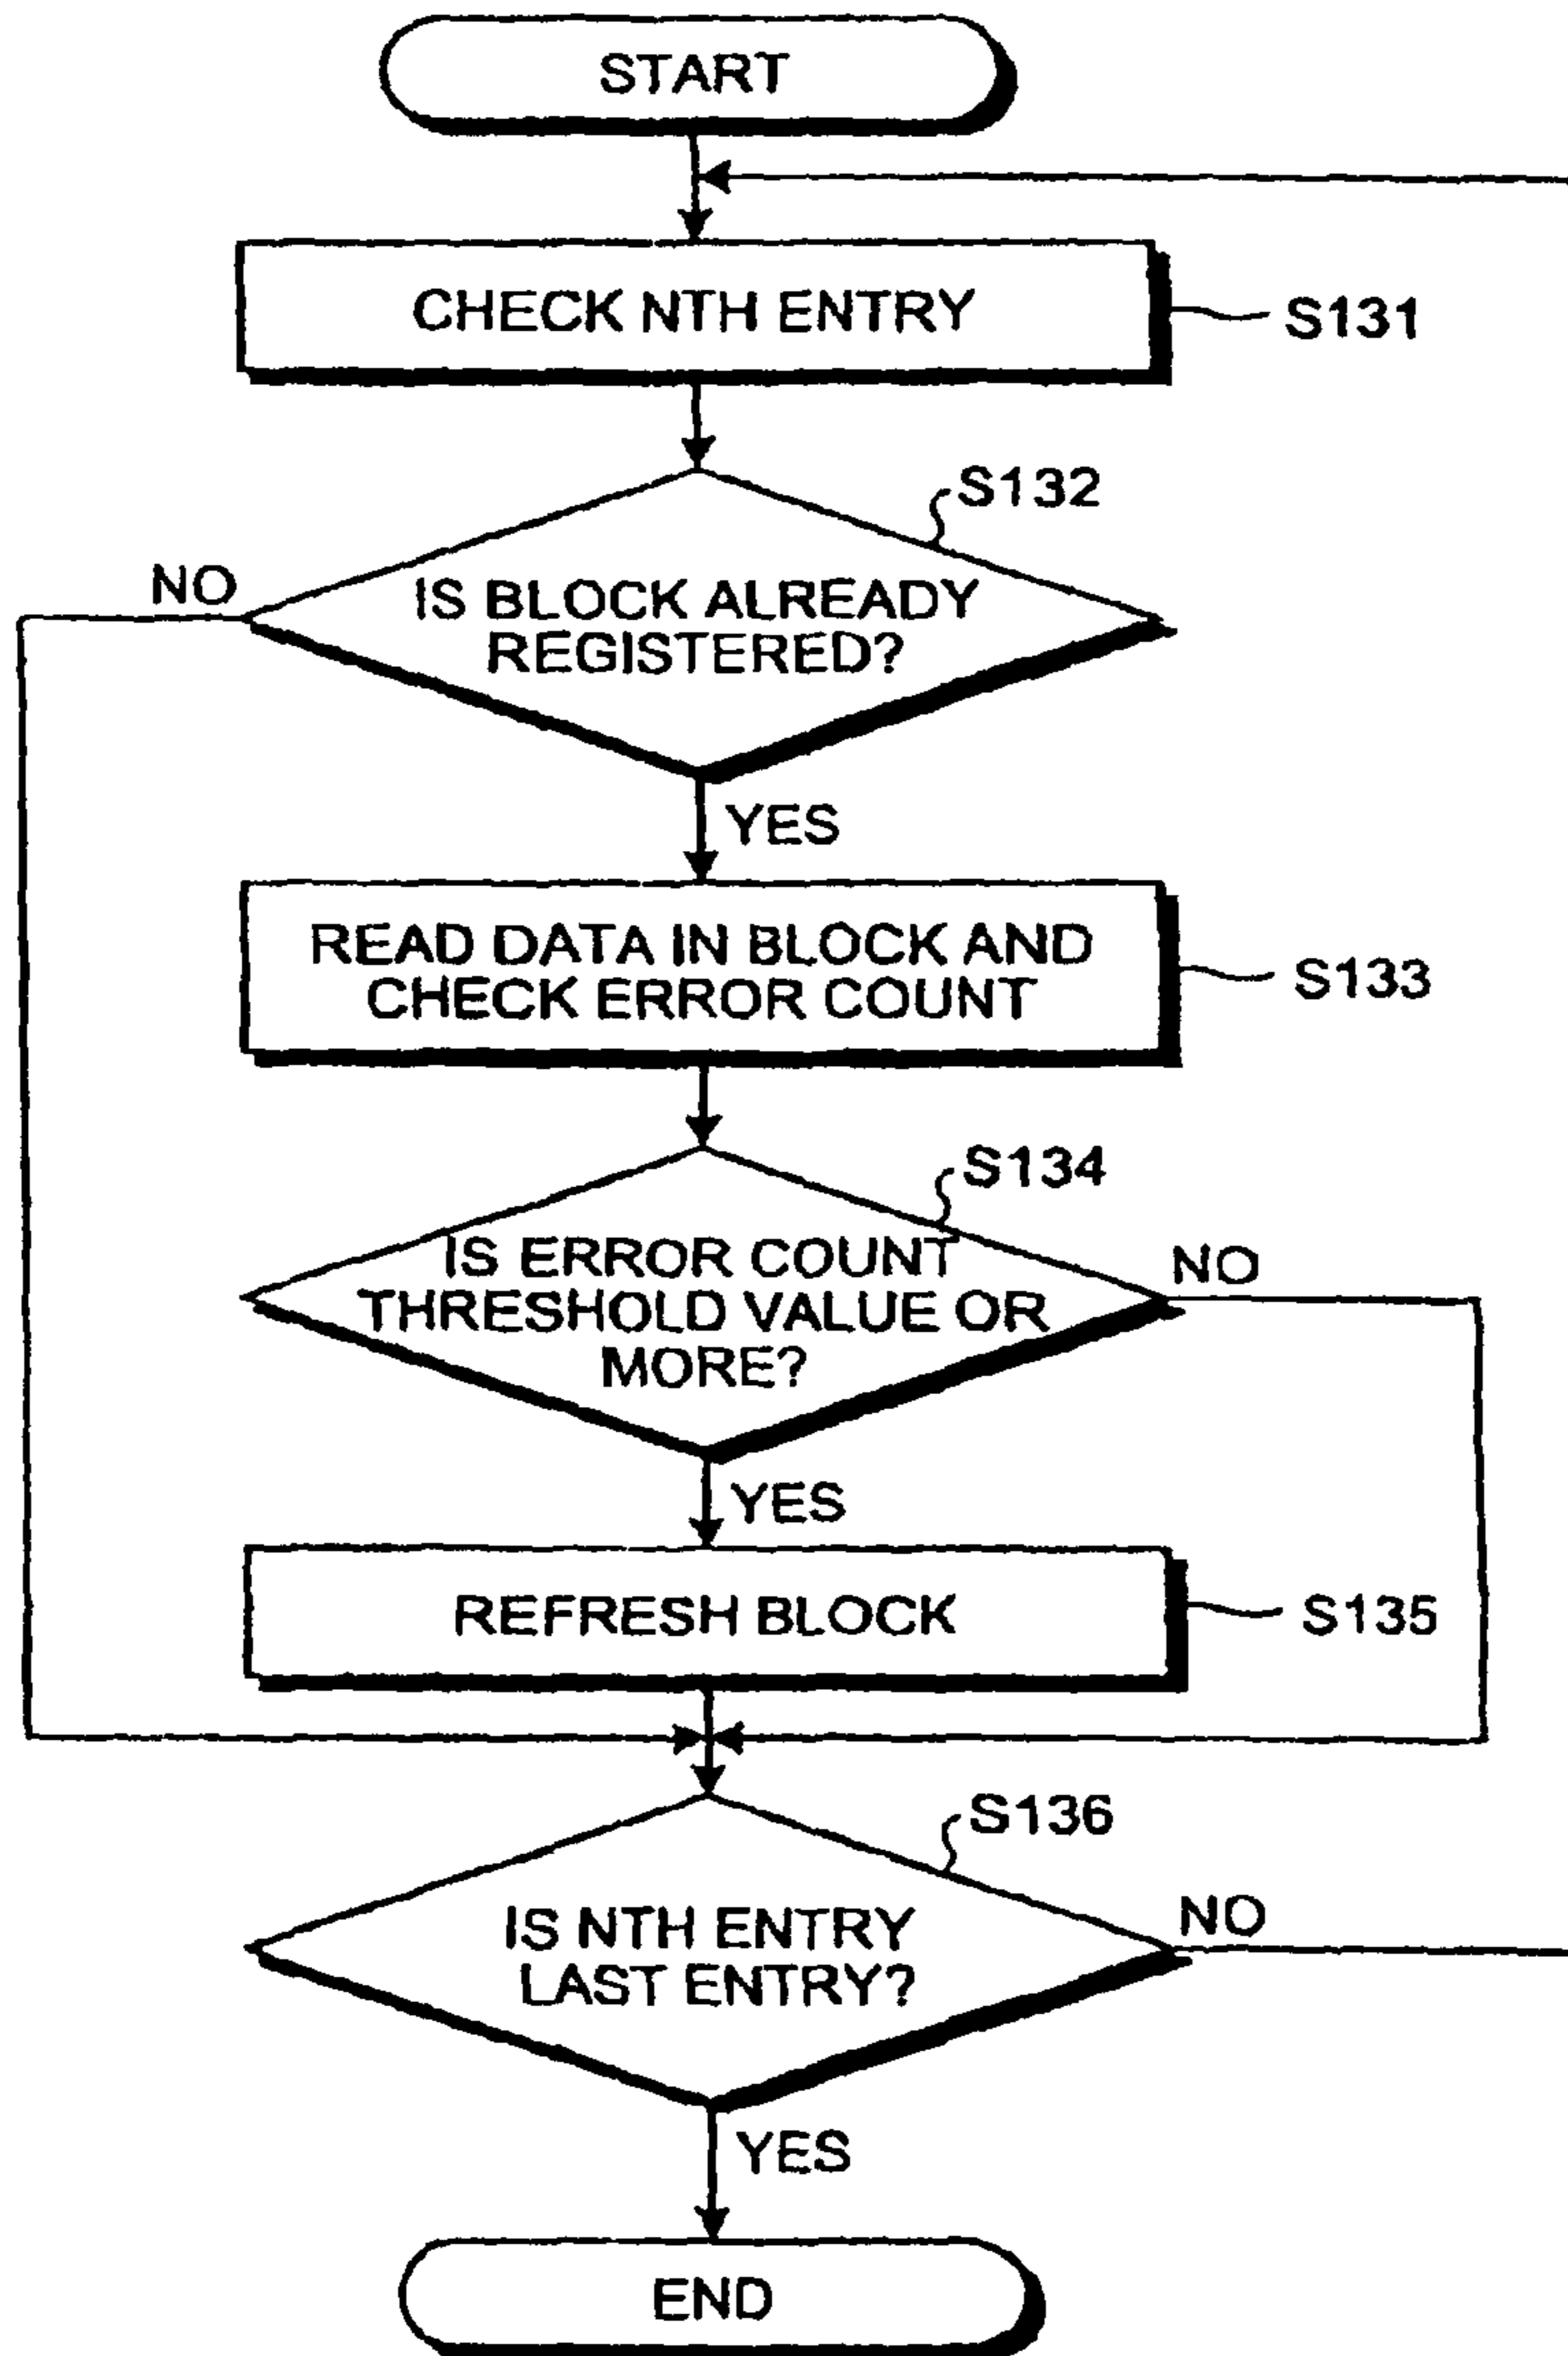 START
CHECK NTH ENTRY
S131
S132
NO
IS BLOCK ALREADY
REGISTERED?
YES
READ DATA IN BLOCK AND
CHECK ERROR COUNT
S133
S134
IS ERROR COUNT
THRESHOLD VALUE OR
MORE?
NO
YES
REFRESH BLOCK
S135
S136
IS NTH ENTRY
LAST ENTRY?
NO
YES
END